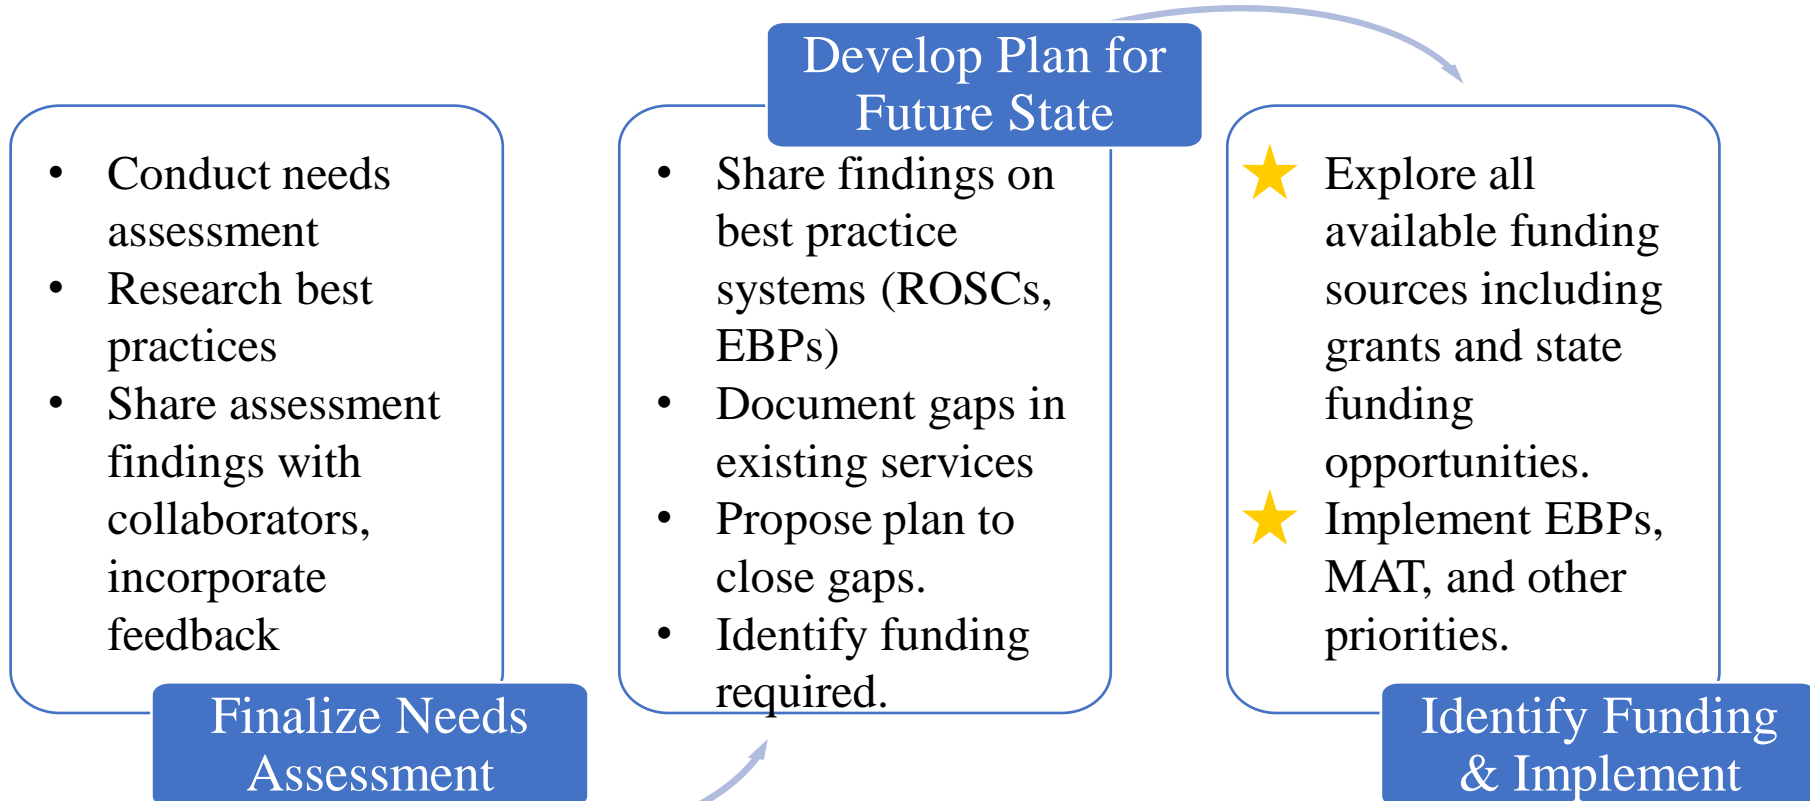 • Conduct needs
assessment
• Research best
practices
• Share assessment
findings with
collaborators,
incorporate
feedback
Finalize Needs
Assessment
Develop Plan for
Future State
• Share findings on
best practice
systems (ROSCs,
EBPs)
• Document gaps in
existing services
• Propose plan to
close gaps.
• Identify funding
required.
Explore all
available funding
sources including
grants and state
funding
opportunities.
Implement EBPs,
MAT, and other
priorities.
Identify Funding
& Implement